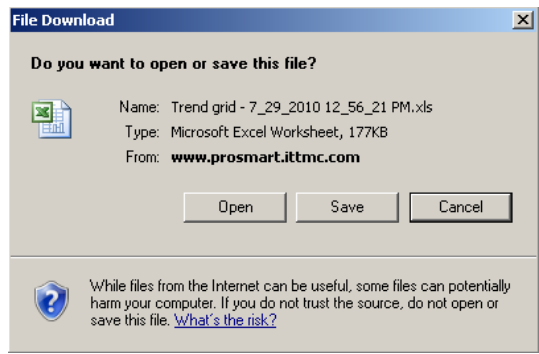 File Download
Do you want to open or save this file?
Name: Trend grid - 7_29_2010 12_56_21 PM.xls
Type: Microsoft Excel Worksheet, 177KB
From: www.prosmart.ittmc.com
Open Save Cancel
While files from the Internet can be useful, some files can potentially
harm your computer. If you do not trust the source, do not open or
save this file. What's the risk?